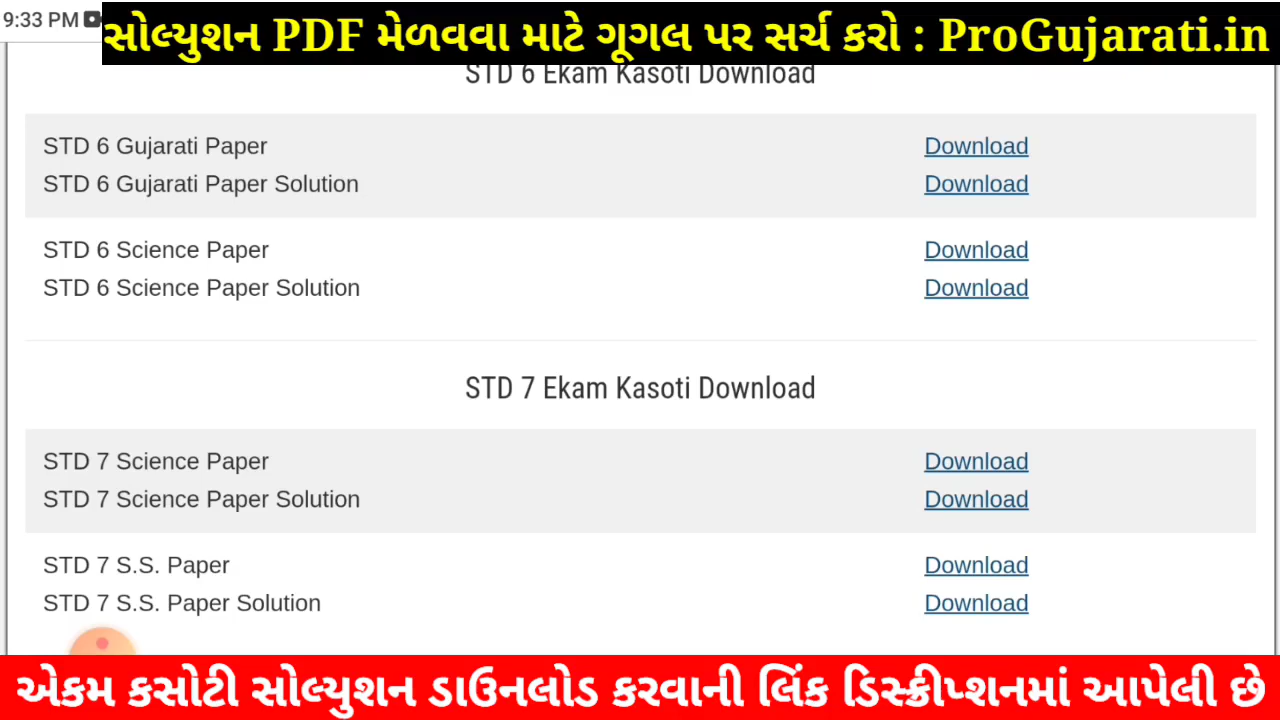 9:33 PM
સોલ્યુશન PDF મેળવવા માટે ગૂગલ પર સર્ચ કરો : ProGujarati.in
STD 6 Ekam Kasoti Download
STD 6 Gujarati Paper Download
STD 6 Gujarati Paper Solution Download
STD 6 Science Paper Download
STD 6 Science Paper Solution Download
STD 7 Ekam Kasoti Download
STD 7 Science Paper Download
STD 7 Science Paper Solution Download
STD 7 S.S. Paper Download
STD 7 S.S. Paper Solution Download
એકમ કસોટી સોલ્યુશન ડાઉનલોડ કરવાની લિંક ડિસ્ક્રીપ્શનમાં આપેલી છે